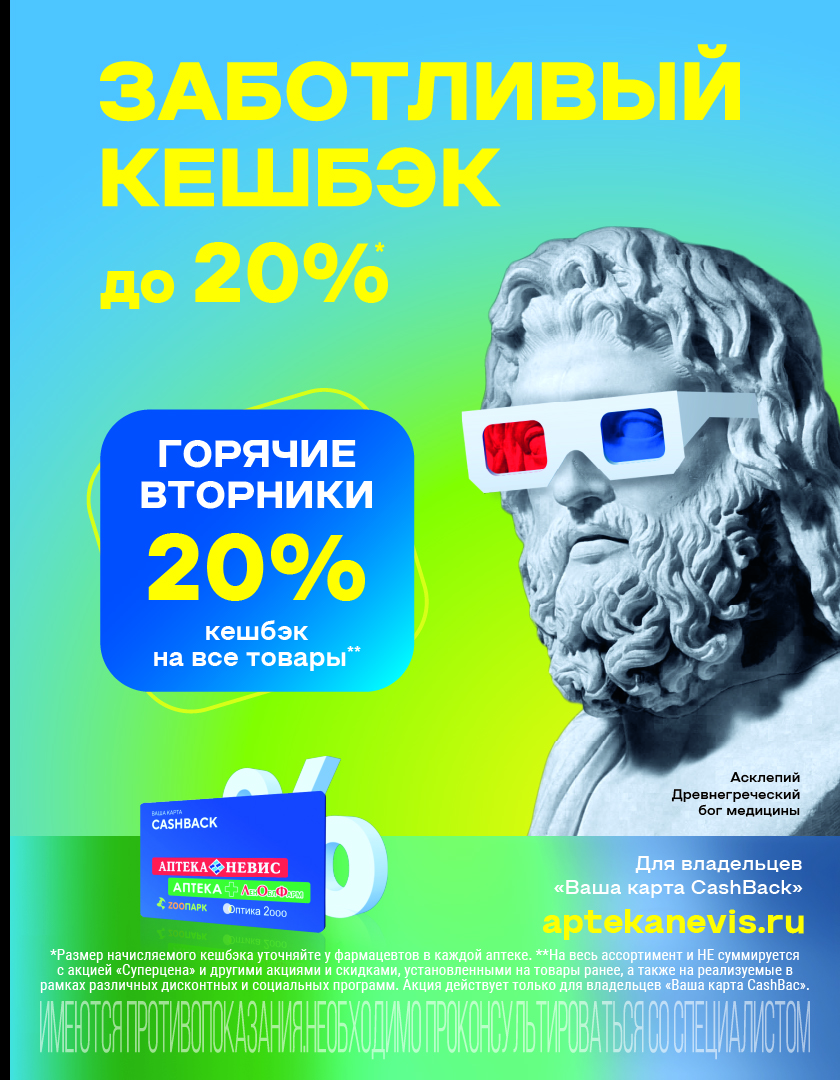 ЗАБОТЛИВЫЙ
КЕШБЭК
до 20%*
ГОРЯЧИЕ
ВТОРНИКИ
20%
кешбэк
на все товары**
Асклепий
Древнегреческий
бог медицины
ВАША КАРТА
CASHBACK
АПТЕКА НЕВИС
АПТЕКА ЛенОблФАРМ
ZООПАРК
Оптика 2000
Для владельцев
«Ваша карта CashBack»
aptekanevis.ru
*Размер начисляемого кешбэка уточняйте у фармацевтов в каждой аптеке. **На весь ассортимент и НЕ суммируется
с акцией «Суперцена» и другими акциями и скидками, установленными на товары ранее, а также на реализуемые в
рамках различных дисконтных и социальных программ. Акция действует только для владельцев «Ваша карта CashBac».
ИМЕЮТСЯ ПРОТИВОПОКАЗАНИЯ.НЕОБХОДИМО ПРОКОНСУЛЬТИРОВАТЬСЯ СО СПЕЦИАЛИСТОМ